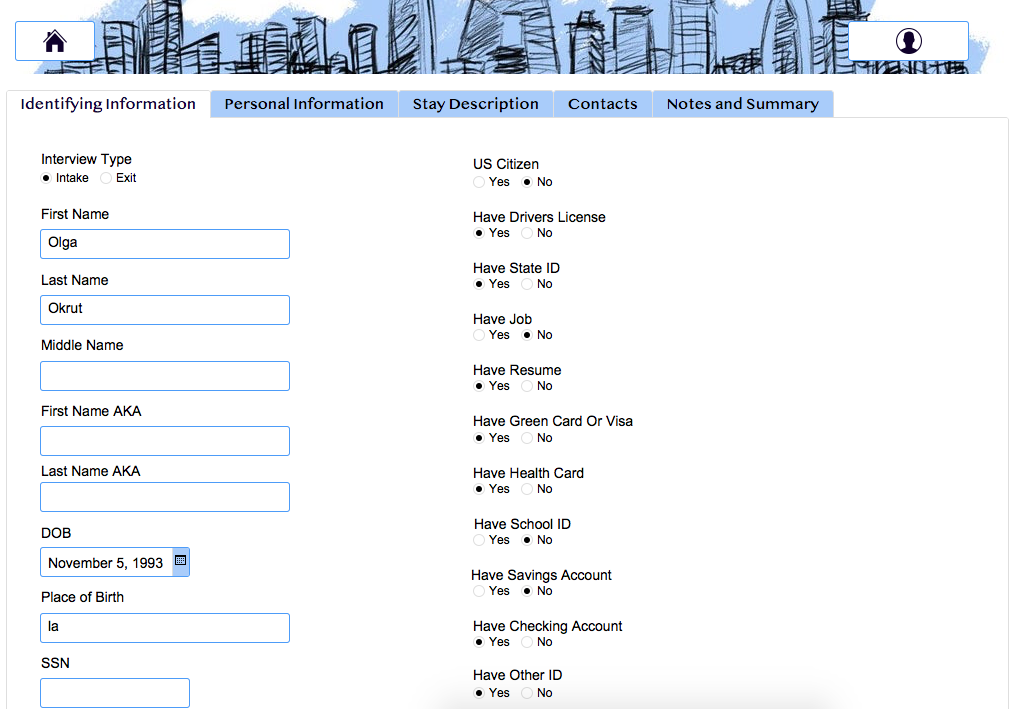 Identifying Information
Personal Information
Stay Description
Contacts
Notes and Summary
Interview Type
Intake Exit
First Name
Olga
Last Name
Okrut
Middle Name
First Name AKA
Last Name AKA
DOB
November 5, 1993
Place of Birth
la
SSN
US Citizen
Yes No
Have Drivers License
Yes No
Have State ID
Yes No
Have Job
Yes No
Have Resume
Yes No
Have Green Card Or Visa
Yes No
Have Health Card
Yes No
Have School ID
Yes No
Have Savings Account
Yes No
Have Checking Account
Yes No
Have Other ID
Yes No